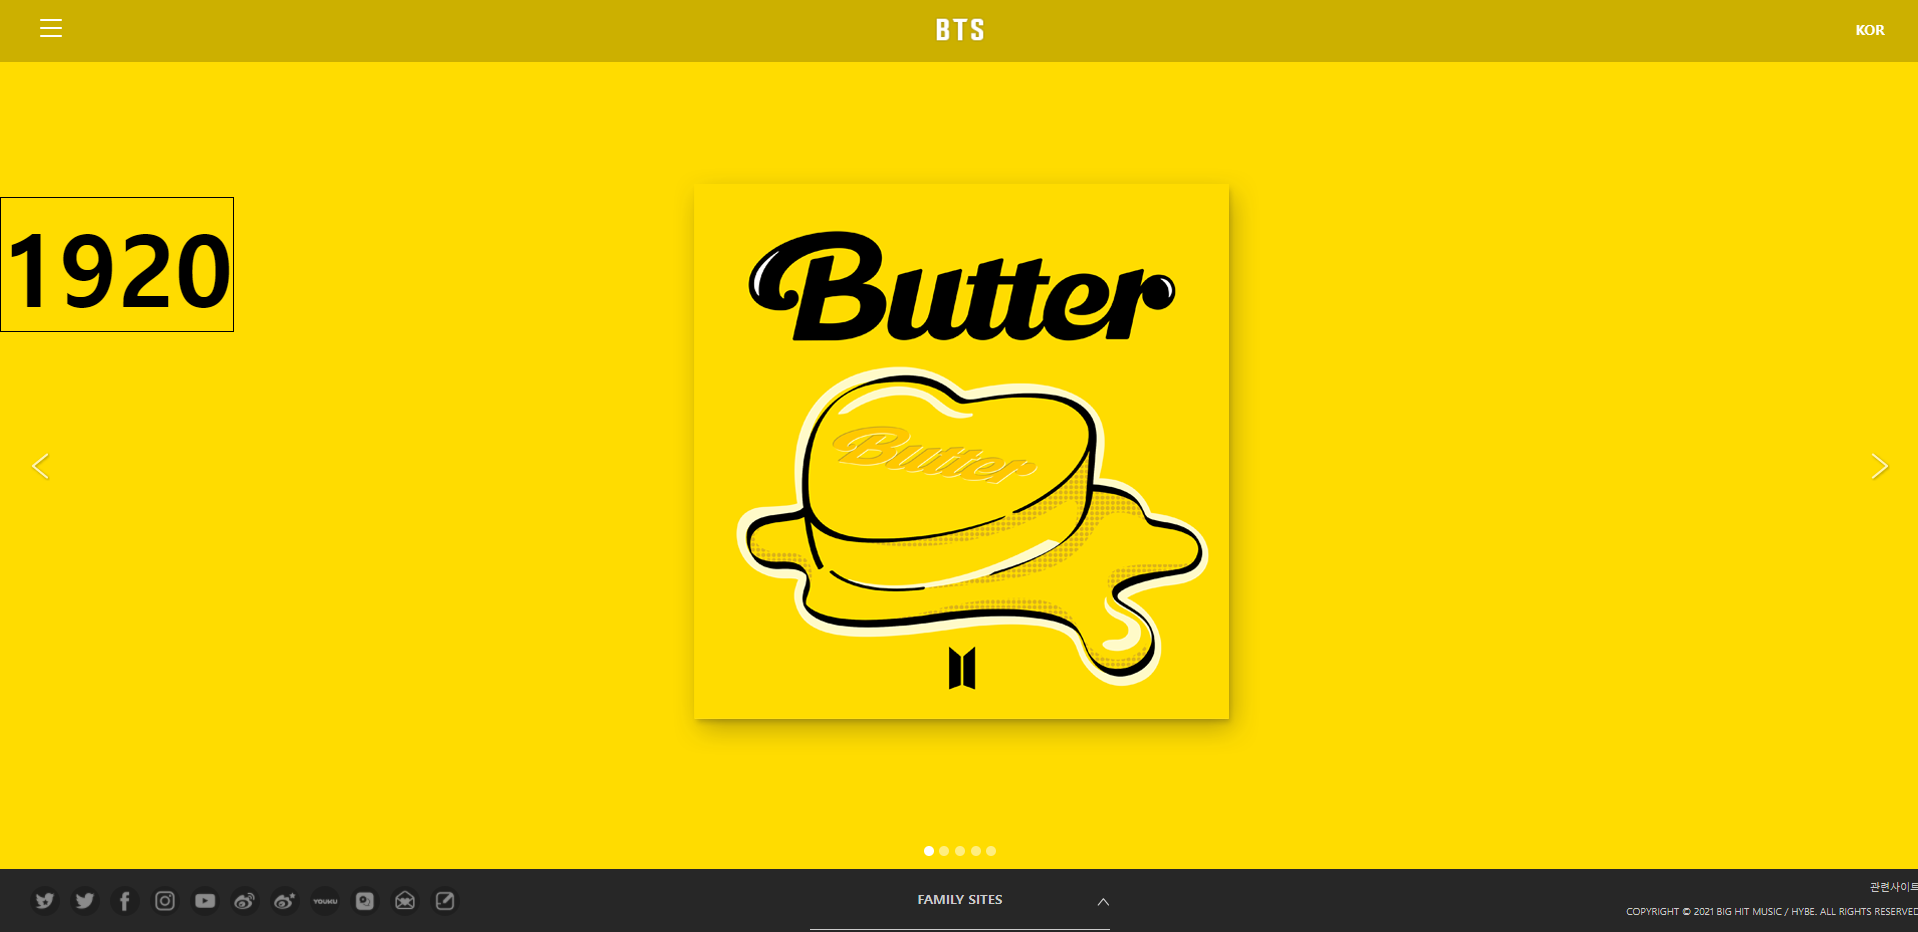 BTS
KOR
1920
Butter
Butter
YOUKU
FAMILY SITES
관련사이트
COPYRIGHT © 2021 BIG HIT MUSIC / HYBE. ALL RIGHTS RESERVED